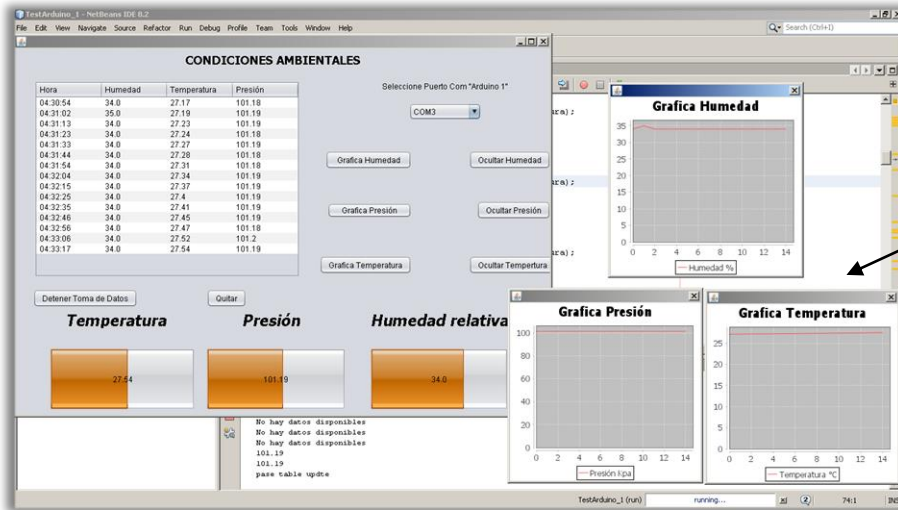 TestArduino_1 - NetBeans IDE 8.2
File Edit View Navigate Source Refactor Run Debug Profile Team Tools Window Help
Search (Ctrl+I)
CONDICIONES AMBIENTALES
Seleccione Puerto Com "Arduino 1"
COM3
Hora Humedad Temperatura Presión
04:30:54 34.0 27.17 101.18
04:31:02 35.0 27.19 101.19
04:31:13 34.0 27.23 101.19
04:31:23 34.0 27.24 101.18
04:31:33 34.0 27.27 101.19
04:31:44 34.0 27.28 101.18
04:31:54 34.0 27.31 101.18
04:32:04 34.0 27.34 101.19
04:32:15 34.0 27.37 101.19
04:32:25 34.0 27.4 101.19
04:32:35 34.0 27.41 101.19
04:32:46 34.0 27.45 101.19
04:32:56 34.0 27.47 101.18
04:33:06 34.0 27.52 101.2
04:33:17 34.0 27.54 101.19
Grafica Humedad Ocultar Humedad
Grafica Presión Ocultar Presión
Grafica Temperatura Ocultar Tempertura
Detener Toma de Datos Quitar
Temperatura Presión Humedad relativa
27.54 101.19 34.0
ura);
ura);
ura);
Grafica Humedad
35
30
25
20
15
10
5
0
0 2 4 6 8 10 12 14
Humedad %
Grafica Presión
100
80
60
40
20
0
0 2 4 6 8 10 12 14
Presión kpa
Grafica Temperatura
25
20
15
10
5
0
0 2 4 6 8 10 12 14
Temperatura °C
No hay datos disponibles
No hay datos disponibles
No hay datos disponibles
101.19
101.19
pase table updte
TestArduino_1 (run) running... 2 74:1 INS